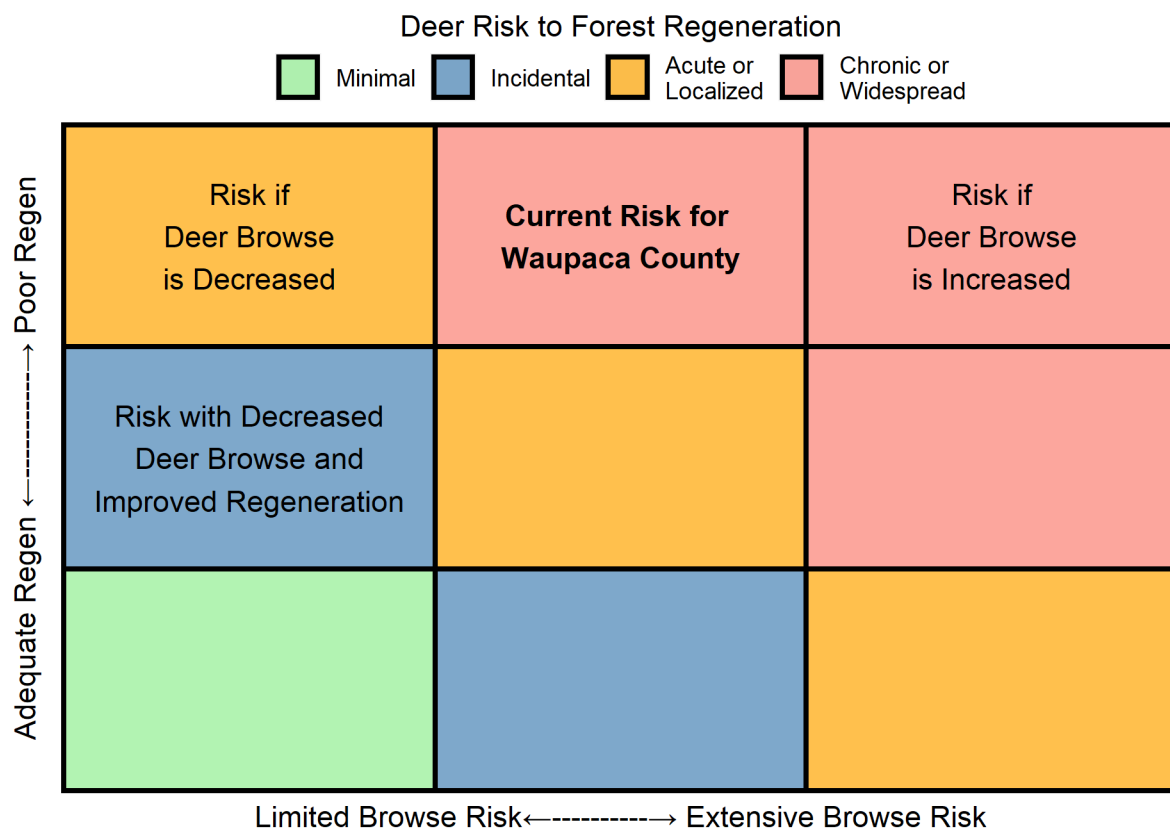 Deer Risk to Forest Regeneration
Minimal
Incidental
Acute or
Localized
Chronic or
Widespread
Risk if
Deer Browse
is Decreased
Current Risk for
Waupaca County
Risk if
Deer Browse
is Increased
Risk with Decreased
Deer Browse and
Improved Regeneration
Adequate Regen ←----------→ Poor Regen
Limited Browse Risk←----------→ Extensive Browse Risk